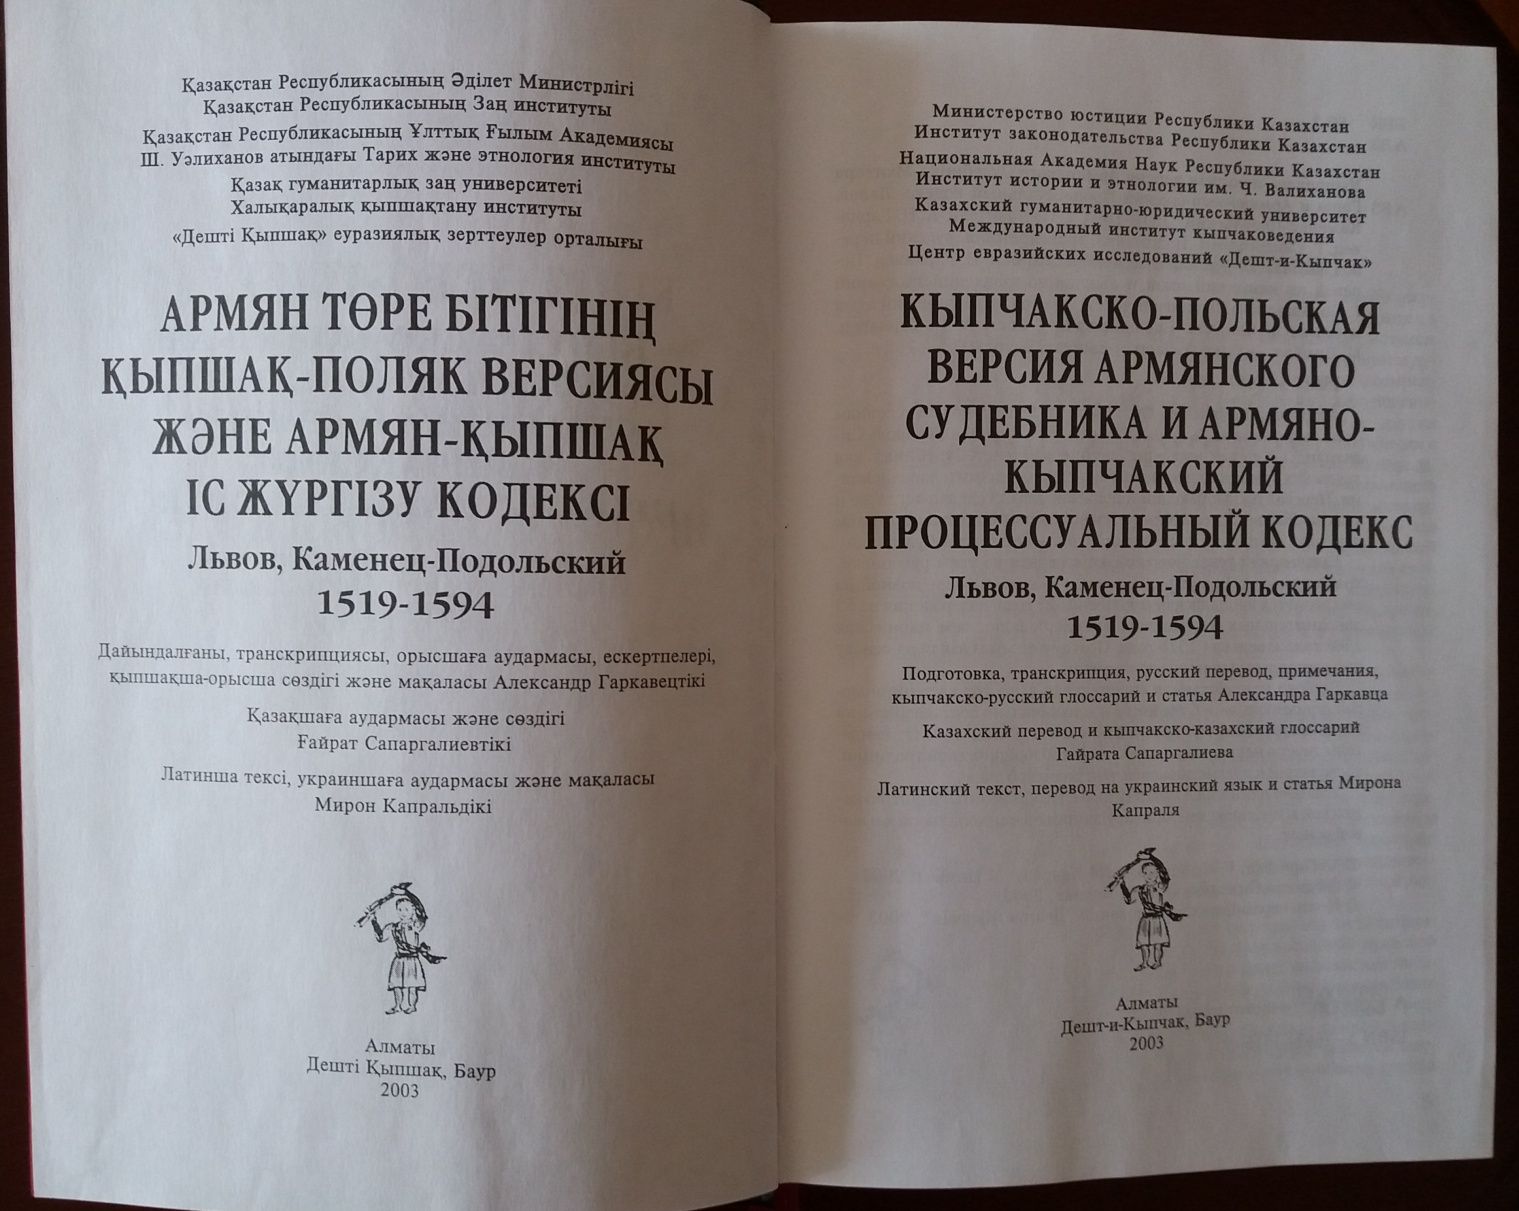 Қазақстан Республикасының Әділет Министрлігі
Қазақстан Республикасының Заң институты
Қазақстан Республикасының Ұлттық Ғылым Академиясы
Ш. Уәлиханов атындағы Тарих және этнология институты
Қазақ гуманитарлық заң университеті
Халықаралық қыпшақтану институты
«Дешті Қыпшақ» еуразиялық зерттеулер орталығы
АРМЯН ТӨРЕ БІТІГІНІҢ
ҚЫПШАҚ-ПОЛЯК ВЕРСИЯСЫ
ЖӘНЕ АРМЯН-ҚЫПШАҚ
ІС ЖҮРГІЗУ КОДЕКСІ
Львов, Каменец-Подольский
1519-1594
Дайындалғаны, транскрипциясы, орысшаға аудармасы, ескертпелері,
қыпшақша-орысша сөздігі және мақаласы Александр Гаркавецтікі
Қазақшаға аудармасы және сөздігі
Ғайрат Сапаргалиевтікі
Латинша тексі, украиншаға аудармасы және мақаласы
Мирон Капральдікі
Алматы
Дешті Қыпшақ, Баур
2003
Министерство юстиции Республики Казахстан
Институт законодательства Республики Казахстан
Национальная Академия Наук Республики Казахстан
Институт истории и этнологии им. Ч. Валиханова
Казахский гуманитарно-юридический университет
Международный институт кыпчаковедения
Центр евразийских исследований «Дешт-и-Кыпчак»
КЫПЧАКСКО-ПОЛЬСКАЯ
ВЕРСИЯ АРМЯНСКОГО
СУДЕБНИКА И АРМЯНО-
КЫПЧАКСКИЙ
ПРОЦЕССУАЛЬНЫЙ КОДЕКС
Львов, Каменец-Подольский
1519-1594
Подготовка, транскрипция, русский перевод, примечания,
кыпчакско-русский глоссарий и статья Александра Гаркавца
Казахский перевод и кыпчакско-казахский глоссарий
Гайрата Сапаргалиева
Латинский текст, перевод на украинский язык и статья Мирона
Капраля
Алматы
Дешт-и-Кыпчак, Баур
2003